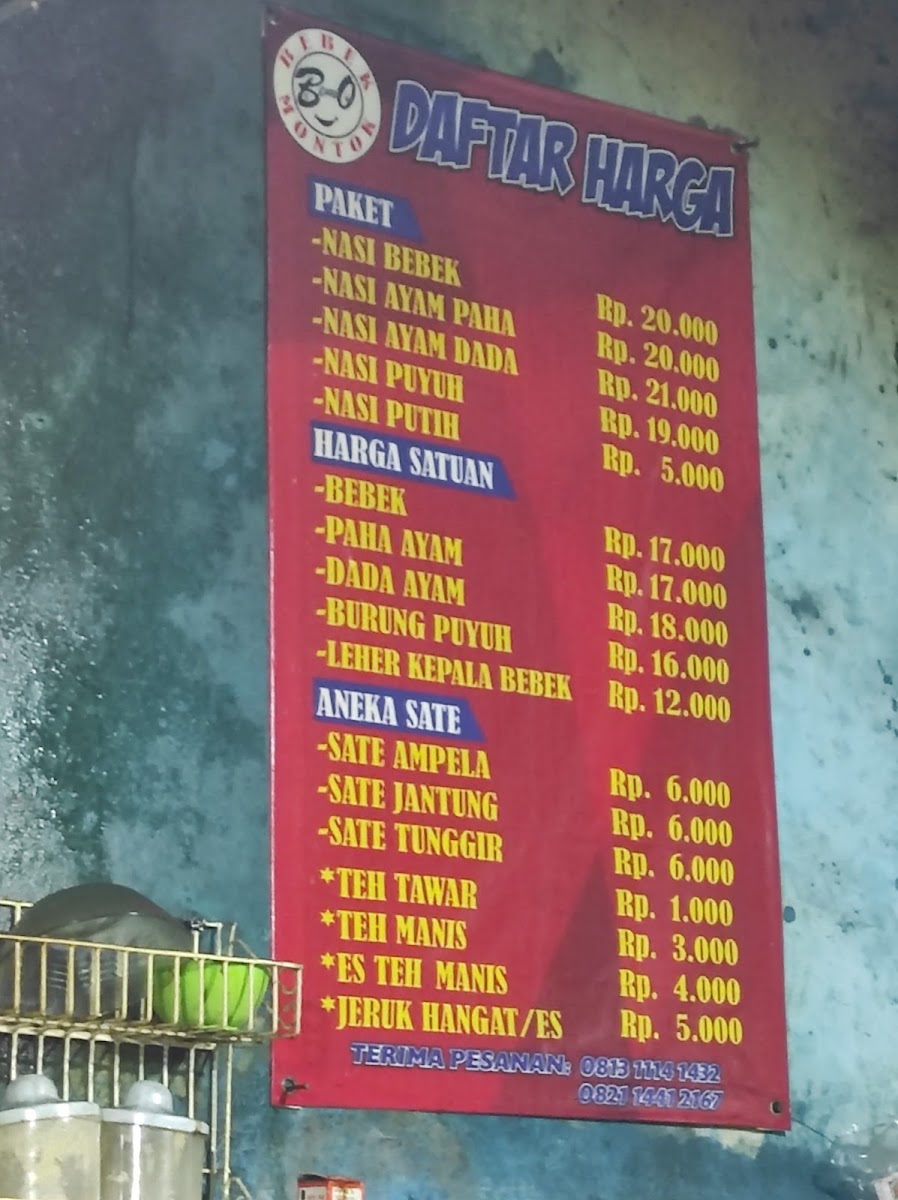 BEBEK
B-O
MONTOK
DAFTAR HARGA
PAKET
-NASI BEBEK Rp. 20.000
-NASI AYAM PAHA Rp. 20.000
-NASI AYAM DADA Rp. 21.000
-NASI PUYUH Rp. 19.000
-NASI PUTIH Rp. 5.000
HARGA SATUAN
-BEBEK Rp. 17.000
-PAHA AYAM Rp. 17.000
-DADA AYAM Rp. 18.000
-BURUNG PUYUH Rp. 16.000
-LEHER KEPALA BEBEK Rp. 12.000
ANEKA SATE
-SATE AMPELA Rp. 6.000
-SATE JANTUNG Rp. 6.000
-SATE TUNGGIR Rp. 6.000
*TEH TAWAR Rp. 1.000
*TEH MANIS Rp. 3.000
*ES TEH MANIS Rp. 4.000
*JERUK HANGAT/ES Rp. 5.000
TERIMA PESANAN: 0813 1114 1432
0821 1441 2167